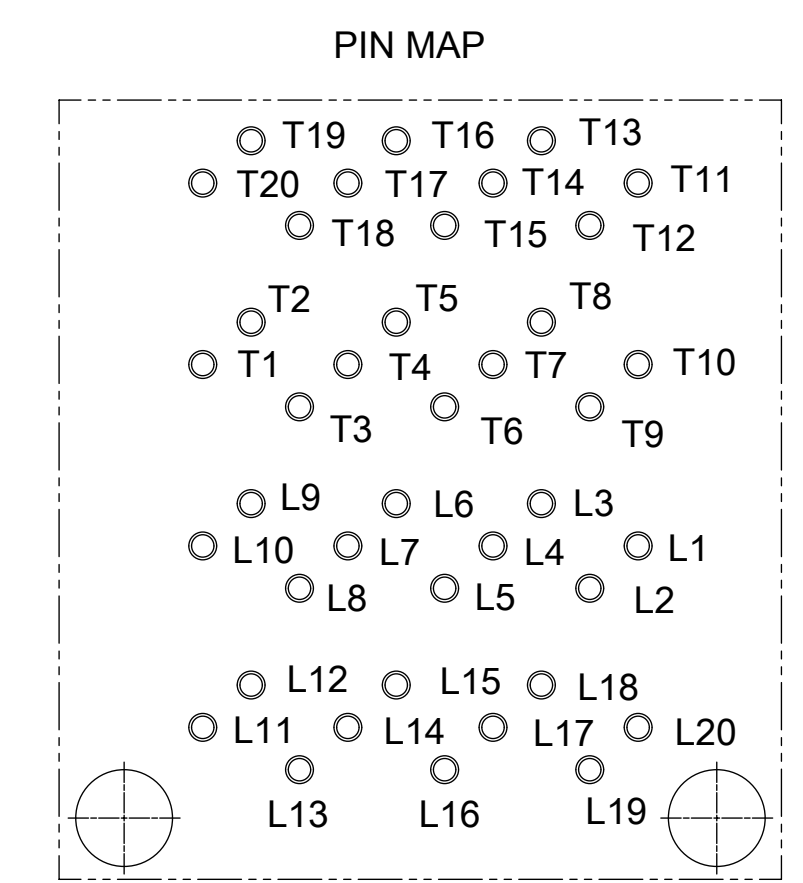 PIN MAP
T19 T16 T13
T20 T17 T14 T11
T18 T15 T12
T2 T5 T8
T1 T4 T7 T10
T3 T6 T9
L9 L6 L3
L10 L7 L4 L1
L8 L5 L2
L12 L15 L18
L11 L14 L17 L20
L13 L16 L19